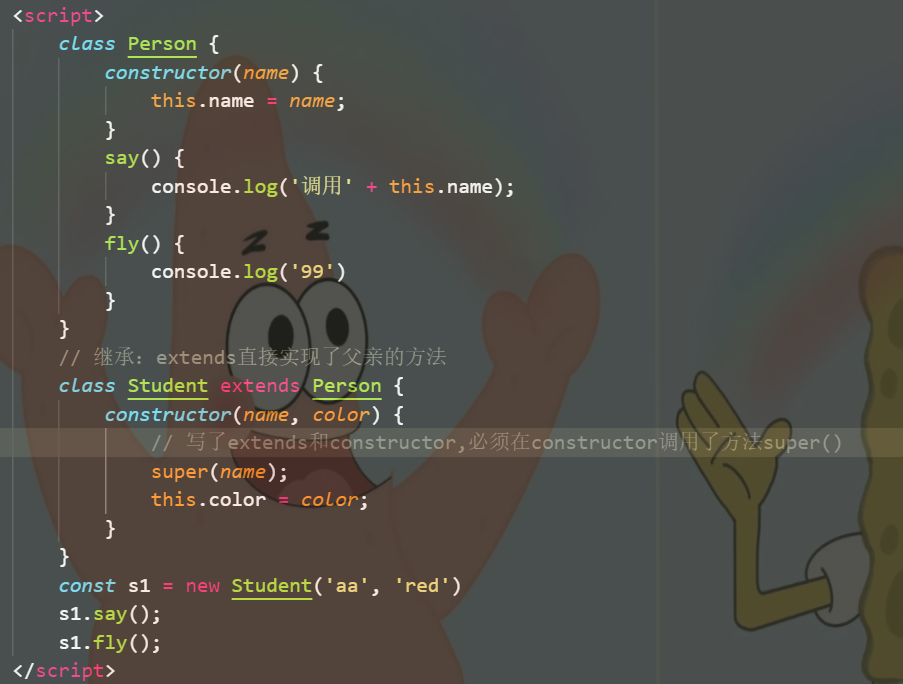 <script>
class Person {
constructor(name) {
this.name = name;
}
say() {
console.log('调用' + this.name);
}
fly() {
console.log('99')
}
}
// 继承: extends直接实现了父亲的方法
class Student extends Person {
constructor(name, color) {
// 写了extends和constructor,必须在constructor调用了方法super()
super(name);
this.color = color;
}
}
const s1 = new Student('aa', 'red')
s1.say();
s1.fly();
</script>